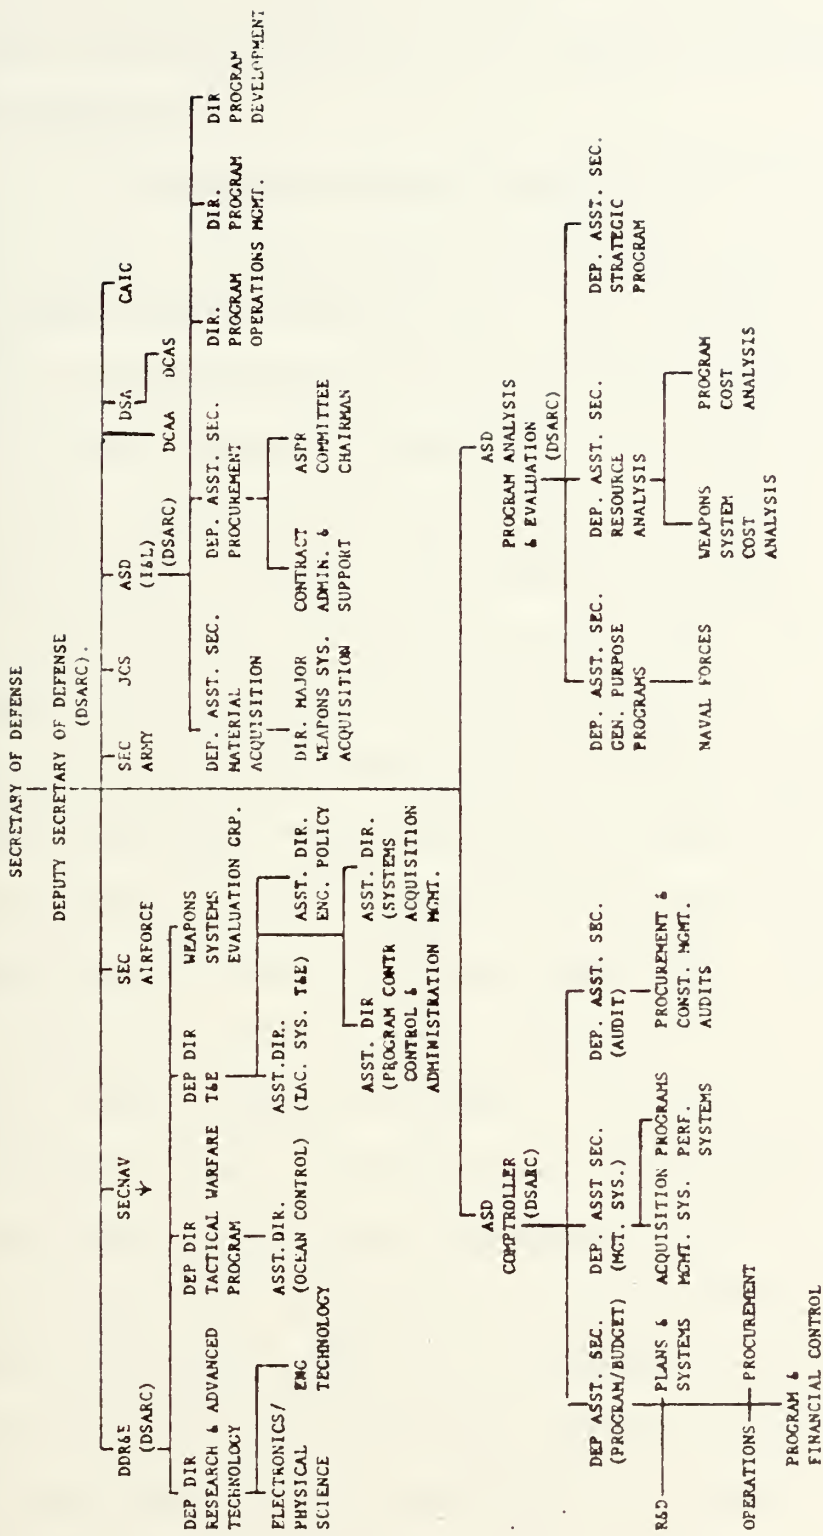 SECRETARY OF DEFENSE
DEPUTY SECRETARY OF DEFENSE
(DSARC).
DDR&E
(DSARC)
SECNAV
SEC
AIRFORCE
SEC
ARMY
JCS
ASD
(I&L)
(DSARC)
DSA
CAIC
DCAA
DCAS
DEP DIR
RESEARCH & ADVANCED
TECHNOLOGY
DEP DIR
TACTICAL WARFARE
PROGRAM
DEP DIR
T&E
WEAPONS
SYSTEMS
EVALUATION GRP.
DEP. ASST. SEC.
MATERIAL
ACQUISITION
DEP. ASST. SEC.
PROCUREMENT
DIR.
PROGRAM
OPERATIONS
DIR.
PROGRAM
MGMT.
DIR
PROGRAM
DEVELOPMENT
ELECTRONICS/
PHYSICAL
SCIENCE
ENG
TECHNOLOGY
ASST.DIR.
(OCEAN CONTROL)
ASST.DIR.
(TAC. SYS. T&E)
ASST. DIR.
ENG. POLICY
DIR. MAJOR
WEAPONS SYS.
ACQUISITION
CONTRACT
ADMIN. &
SUPPORT
ASPR
COMMITTEE
CHAIRMAN
ASST. DIR
(PROGRAM CONTR
CONTROL &
ADMINISTRATION
ASST. DIR.
(SYSTEMS
ACQUISITION
MGMT.
ASD
COMPTROLLER
(DSARC)
ASD
PROGRAM ANALYSIS
& EVALUATION
(DSARC)
DEP ASST. SEC.
(PROGRAM/BUDGET)
DEP. ASST SEC.
(MGT. SYS.)
DEP. ASST. SEC.
(AUDIT)
DEP. ASST. SEC.
GEN. PURPOSE
PROGRAMS
DEP. ASST. SEC.
RESOURCE
ANALYSIS
DEP. ASST. SEC.
STRATEGIC
PROGRAM
R&D
PLANS &
SYSTEMS
ACQUISITION
MGMT. SYS.
PROGRAMS
PERF.
SYSTEMS
PROCUREMENT &
CONST. MGMT.
AUDITS
NAVAL FORCES
WEAPONS
SYSTEM
COST
ANALYSIS
PROGRAM
COST
ANALYSIS
OPERATIONS
PROCUREMENT
PROGRAM &
FINANCIAL CONTROL